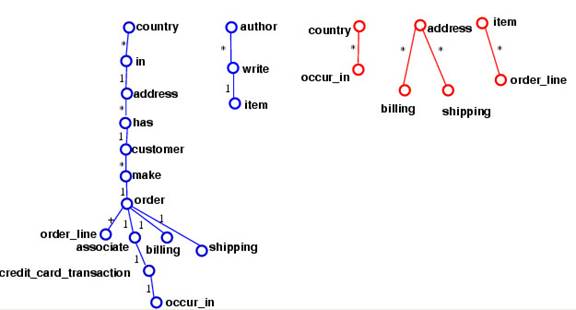 country
*
in
1
address
*
has
1
customer
*
make
1
order
+
1
1
1
order_line
associate
billing
shipping
1
credit_card_transaction
1
occur_in
author
*
write
1
item
country
*
occur_in
address
*
*
billing
shipping
item
*
order_line